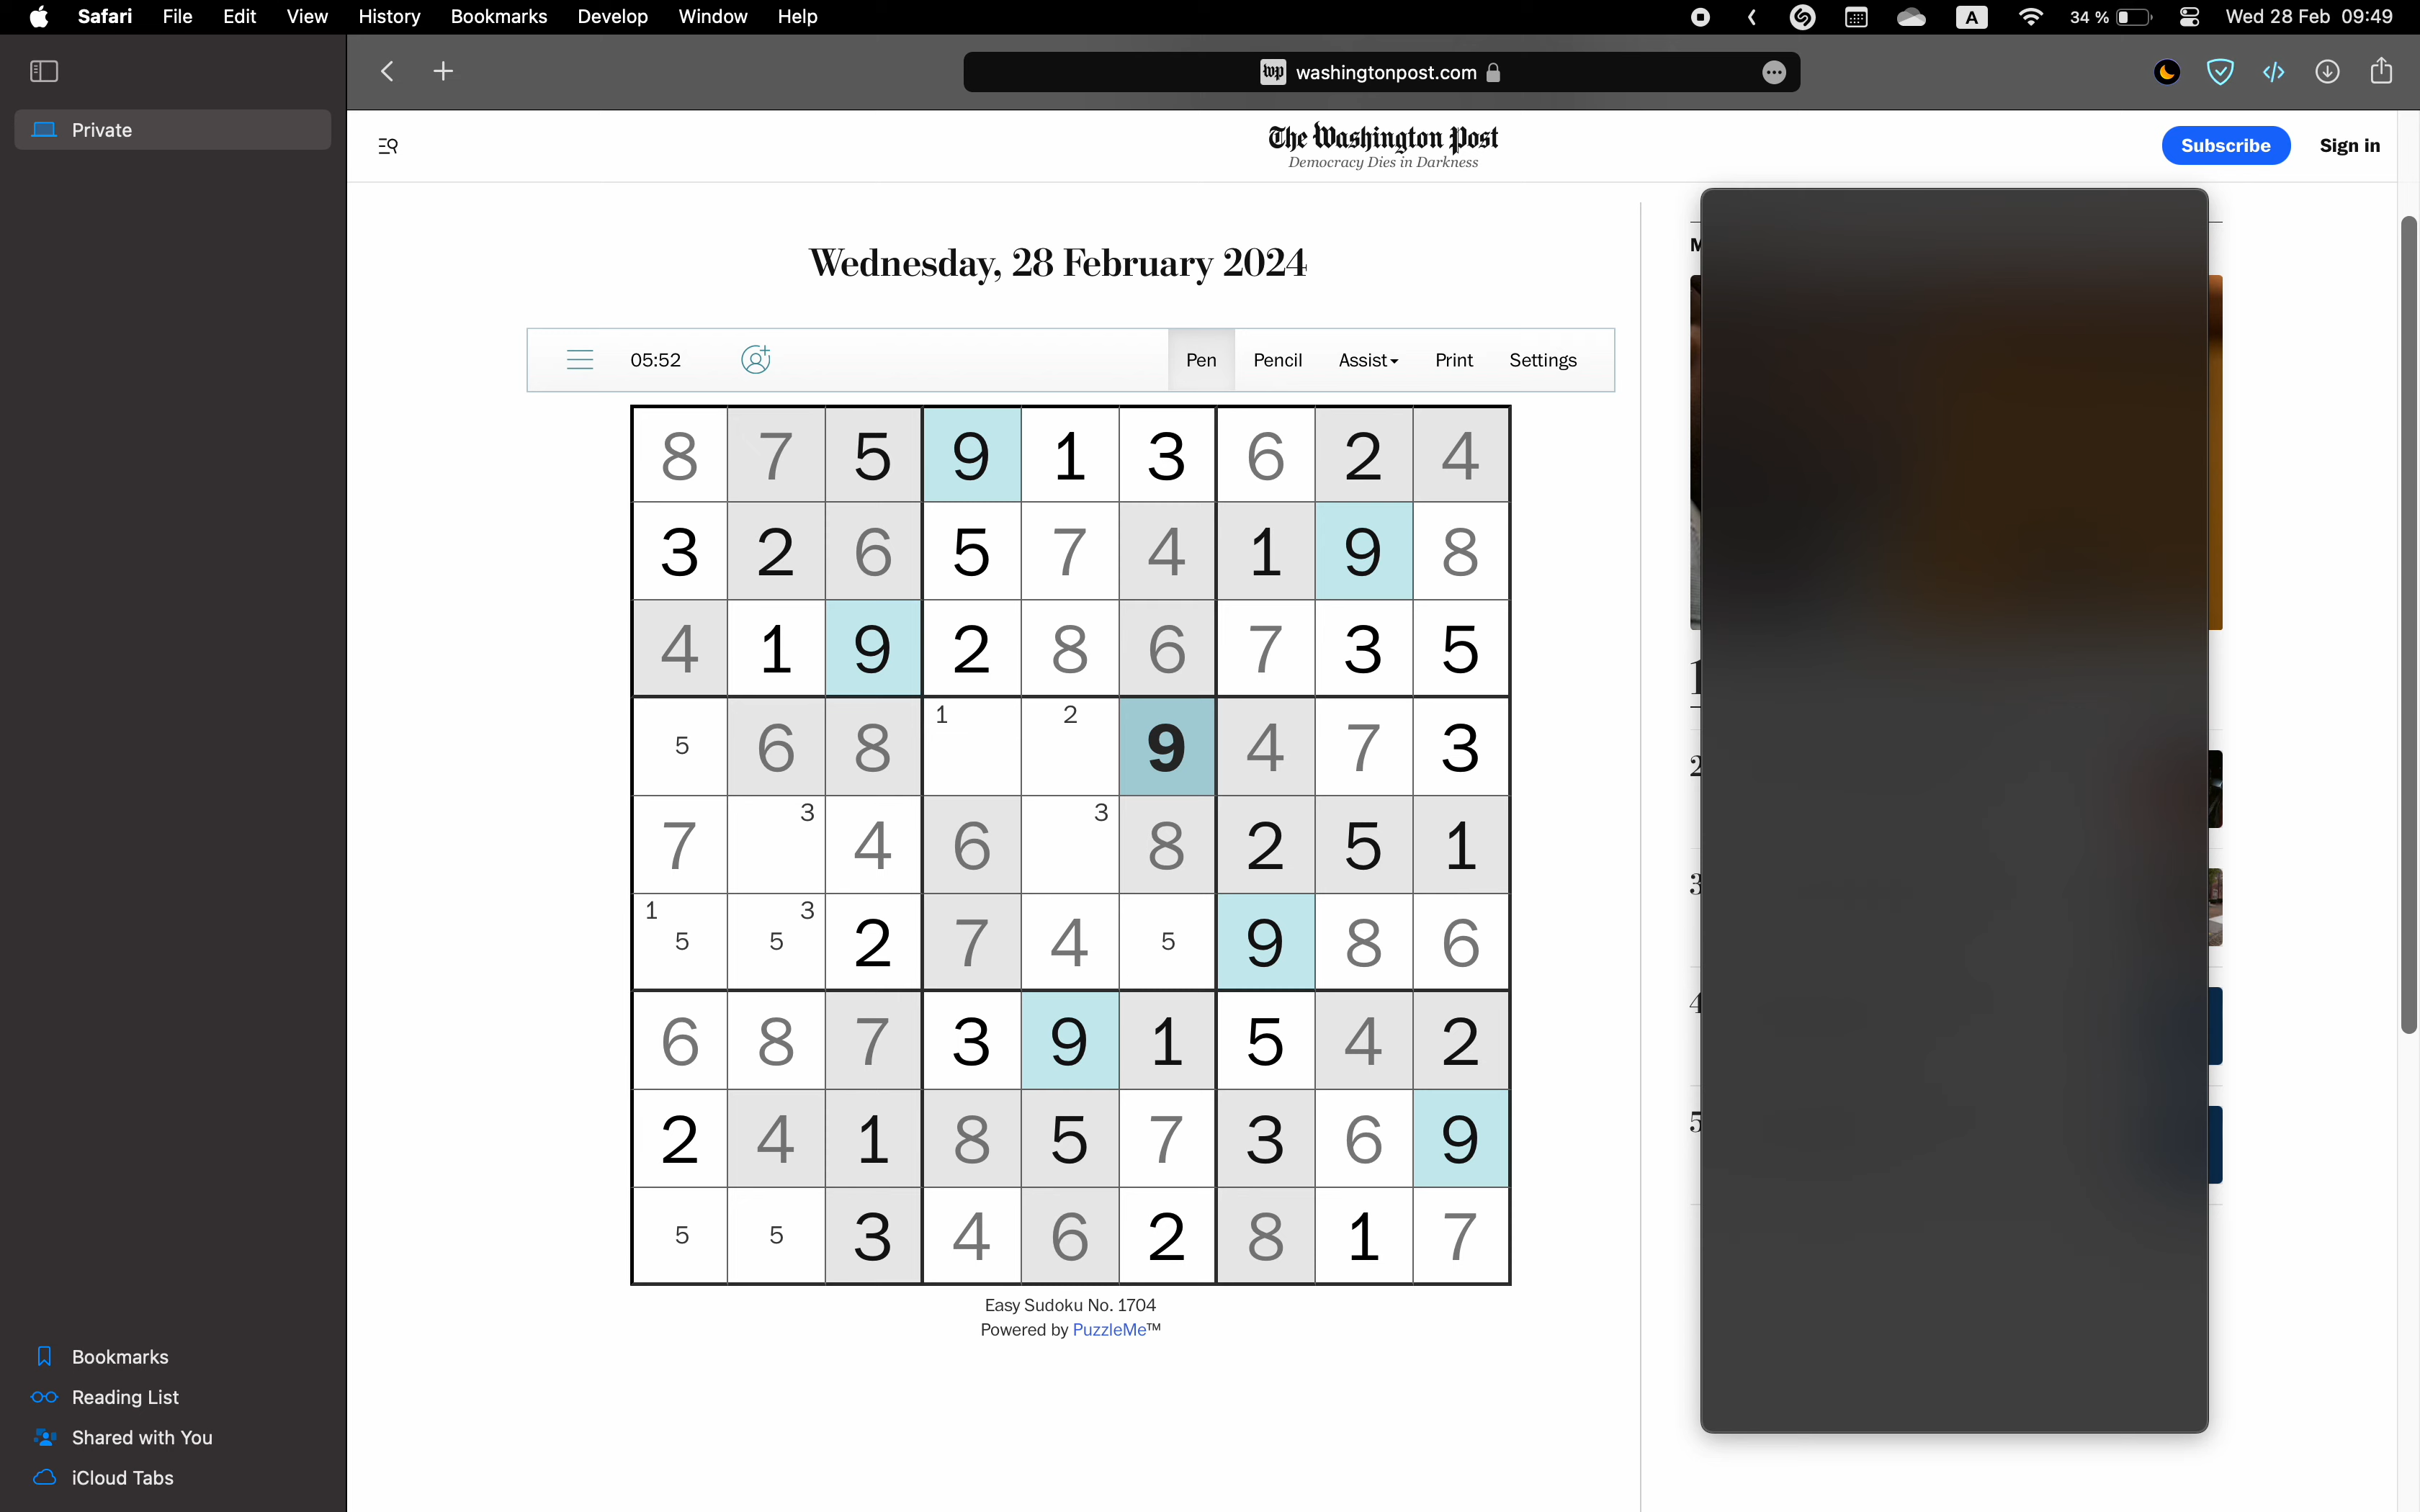 Safari File Edit View History Bookmarks Develop Window Help A 34 % Wed 28 Feb 09:49
wp washingtonpost.com
Private
The Washington Post
Democracy Dies in Darkness
Subscribe Sign in
Wednesday, 28 February 2024
M
05:52 Pen Pencil Assist Print Settings
8 7 5 9 1 3 6 2 4
3 2 6 5 7 4 1 9 8
4 1 9 2 8 6 7 3 5
1 2
5 6 8 9 4 7 3
3 3
7 4 6 8 2 5 1
1 3
5 5 2 7 4 5 9 8 6
6 8 7 3 9 1 5 4 2
2 4 1 8 5 7 3 6 9
5 5 3 4 6 2 8 1 7
1
2
3
4
5
Easy Sudoku No. 1704
Powered by PuzzleMe™
Bookmarks
Reading List
Shared with You
iCloud Tabs